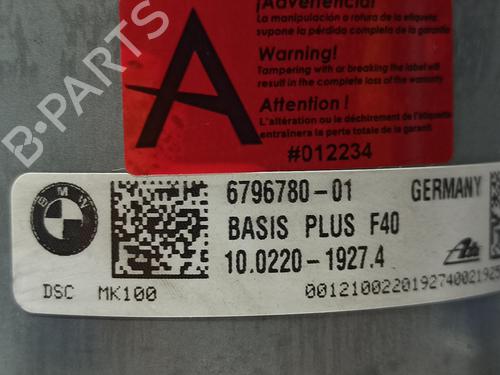 ¡Advertencia!
La manipulación o rotura de la etiqueta
supone la pérdida completa de la garantía
Warning!
Tampering with or breaking the label will
result in the complete loss of the warranty
Attention !
L'altération ou le déchirement de l'étiquette
entraînera la perte totale de la garanti
#012234
A
B-PARTS
BMW
6796780-01 GERMANY
BASIS PLUS F40
10.0220-1927.4 Ate
DSC MK100